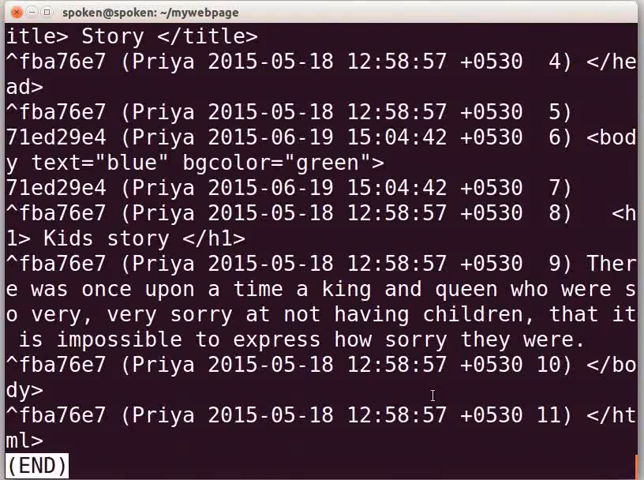 spoken@spoken: ~/mywebpage
itle> Story </title>
^fba76e7 (Priya 2015-05-18 12:58:57 +0530  4) </he
ad>
^fba76e7 (Priya 2015-05-18 12:58:57 +0530  5)
71ed29e4 (Priya 2015-06-19 15:04:42 +0530  6) <bod
y text="blue" bgcolor="green">
71ed29e4 (Priya 2015-06-19 15:04:42 +0530  7)
^fba76e7 (Priya 2015-05-18 12:58:57 +0530  8)   <h
1> Kids story </h1>
^fba76e7 (Priya 2015-05-18 12:58:57 +0530  9) Ther
e was once upon a time a king and queen who were s
o very, very sorry at not having children, that it
 is impossible to express how sorry they were.
^fba76e7 (Priya 2015-05-18 12:58:57 +0530 10) </bo
dy>
^fba76e7 (Priya 2015-05-18 12:58:57 +0530 11) </ht
ml>
(END)